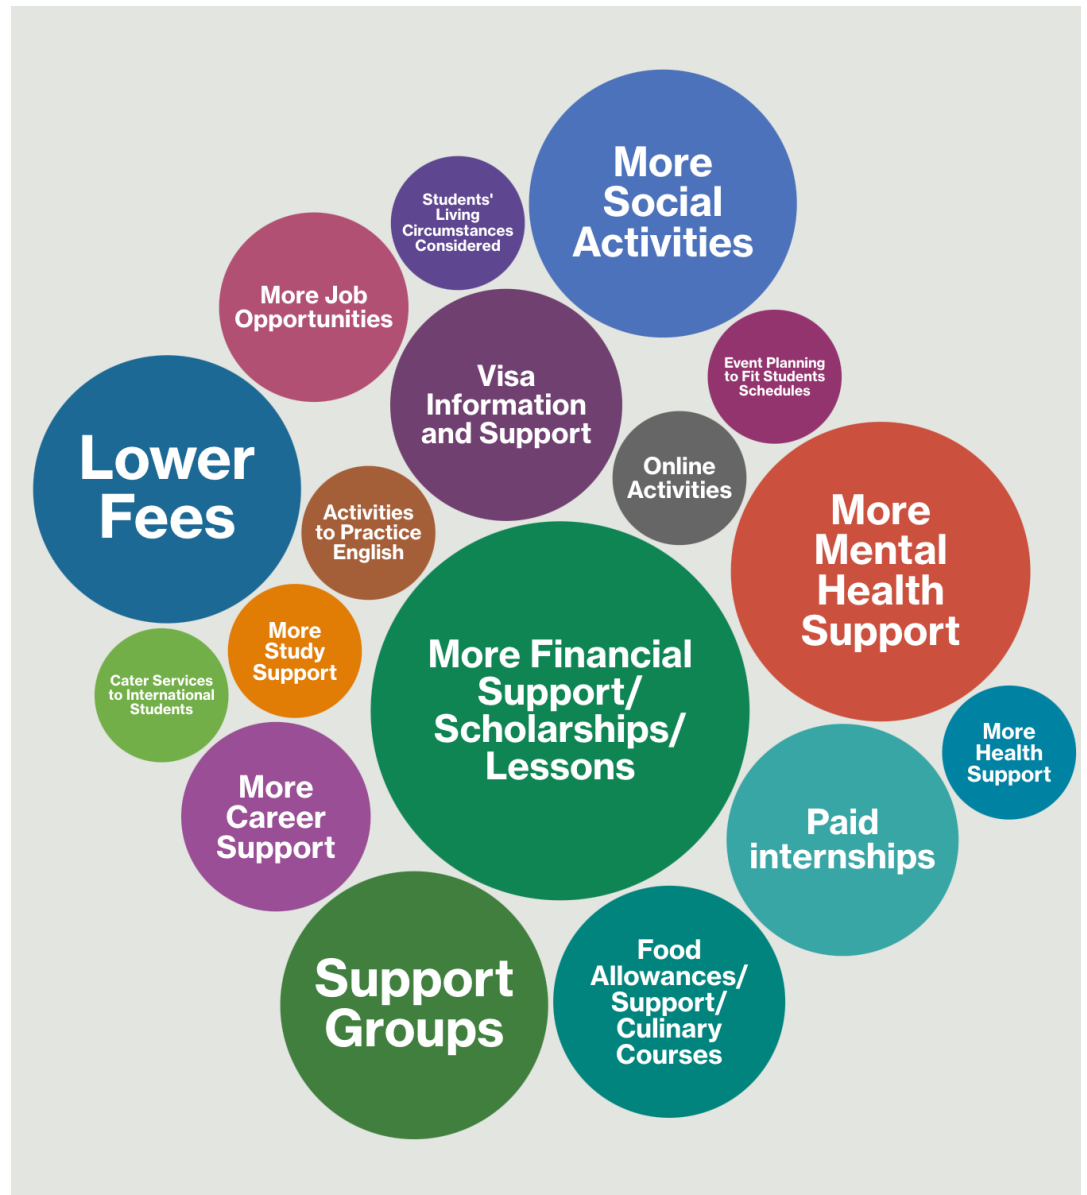 More
Social
Activities
Students'
Living
Circumstances
Considered
More Job
Opportunities
Visa
Information
and Support
Event Planning
to Fit Students
Schedules
Lower
Fees
Online
Activities
Activities
to Practice
English
More
Mental
Health
Support
More
Study
Support
Cater Services
to International
Students
More Financial
Support/
Scholarships/
Lessons
More
Health
Support
More
Career
Support
Paid
internships
Support
Groups
Food
Allowances/
Support/
Culinary
Courses